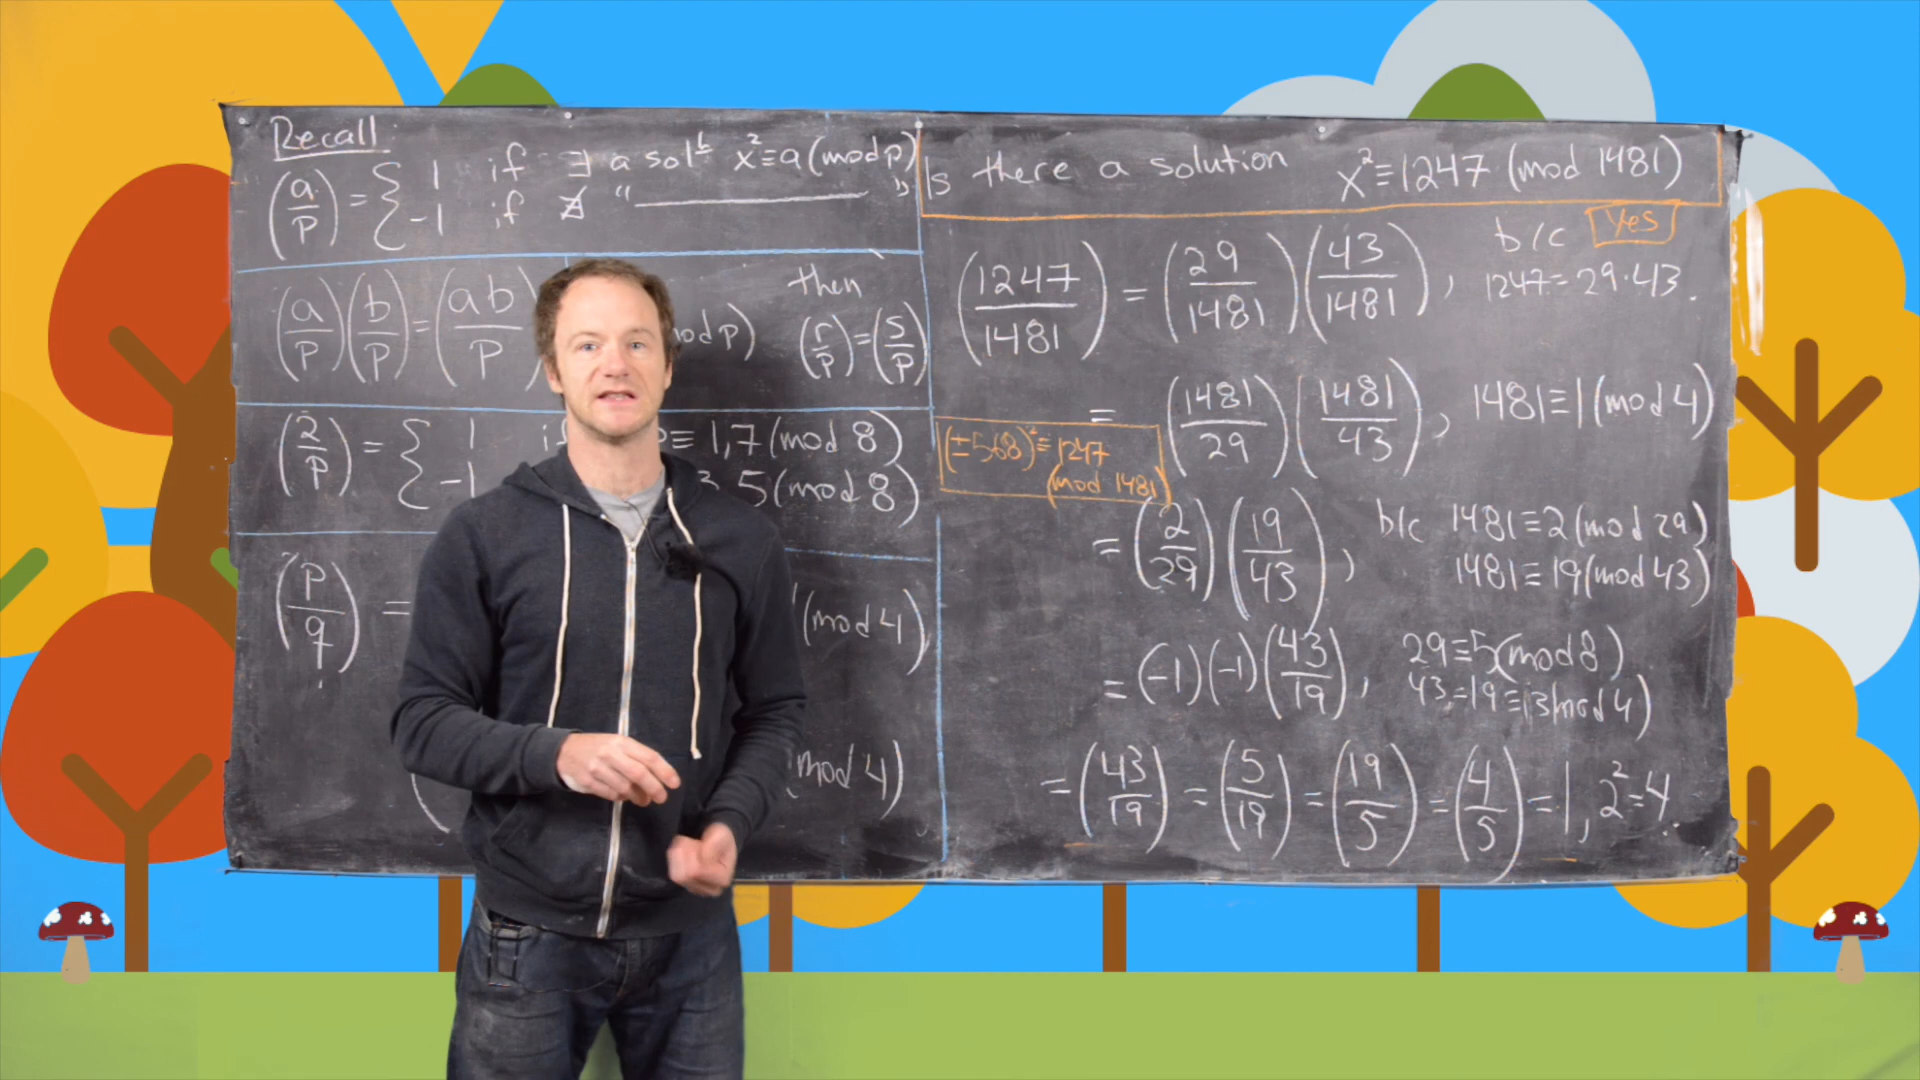 Recall:
(a/p) = { 1 if ∃ a solⁿ x²≡a(mod p)
-1 if ∄ "————"
(a/p)(b/p)=(ab/p)
mod p)
then
(r/p)=(s/p)
(2/p) = { 1 if p≡ 1,7(mod 8)
-1 3, 5(mod 8)
(p/q) =
(mod 4),
(mod 4)
Is there a solution x²≡1247 (mod 1481)
Yes
(1247/1481) = (29/1481)(43/1481), b/c 1247=29·43.
= (1481/29)(1481/43), 1481≡1(mod 4)
(±568)²≡1247
(mod 1481)
= (2/29)(19/43), b/c 1481≡2(mod 29)
1481≡19(mod 43)
= (-1)(-1)(43/19), 29≡5(mod 8)
43≡19≡3(mod 4)
= (43/19) = (5/19) = (19/5) = (4/5) = 1, 2²=4.